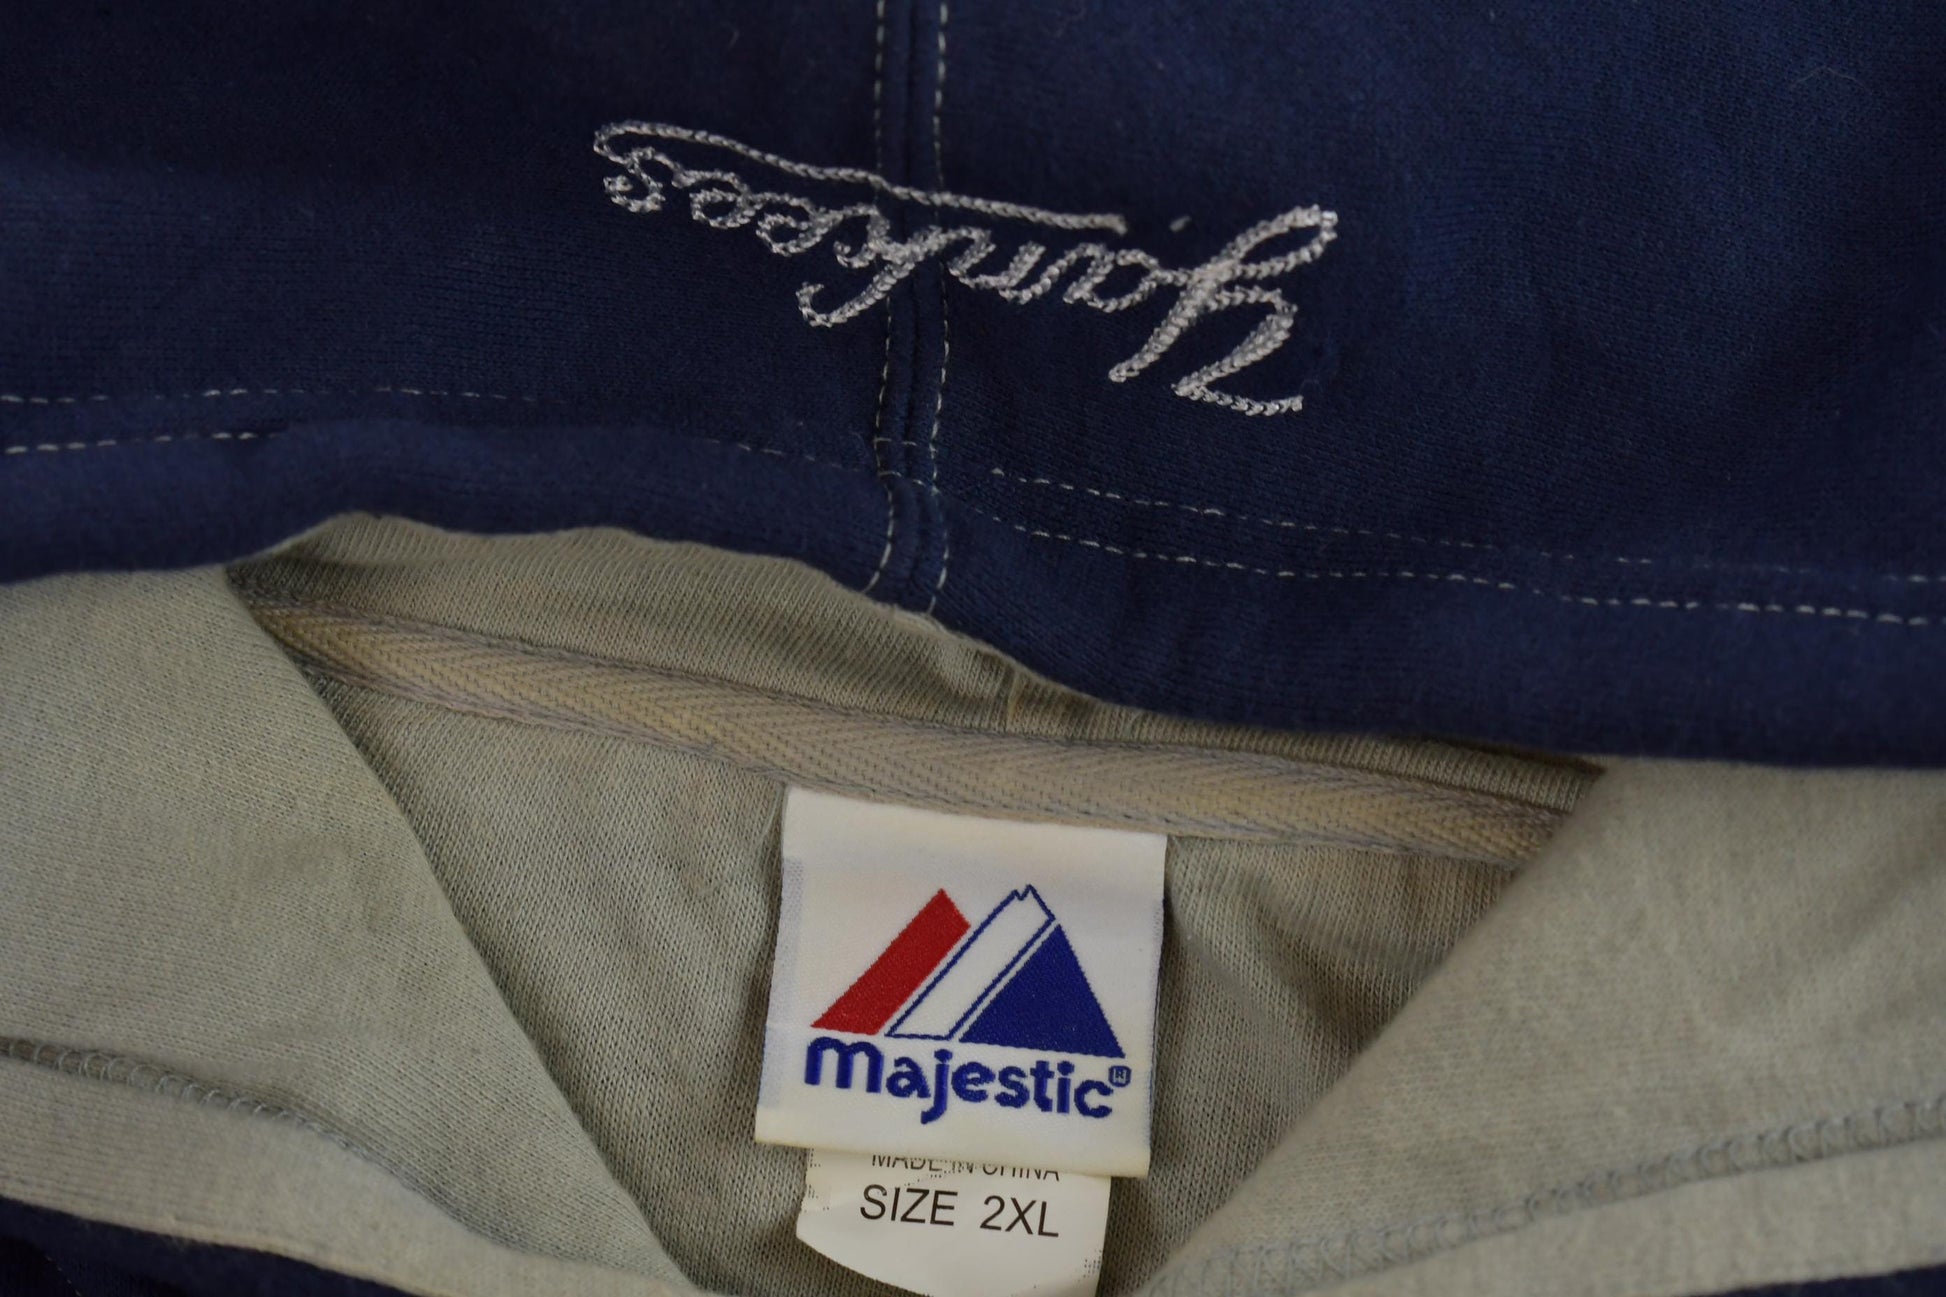 Yankees
majestic
MADE IN CHINA
SIZE 2XL